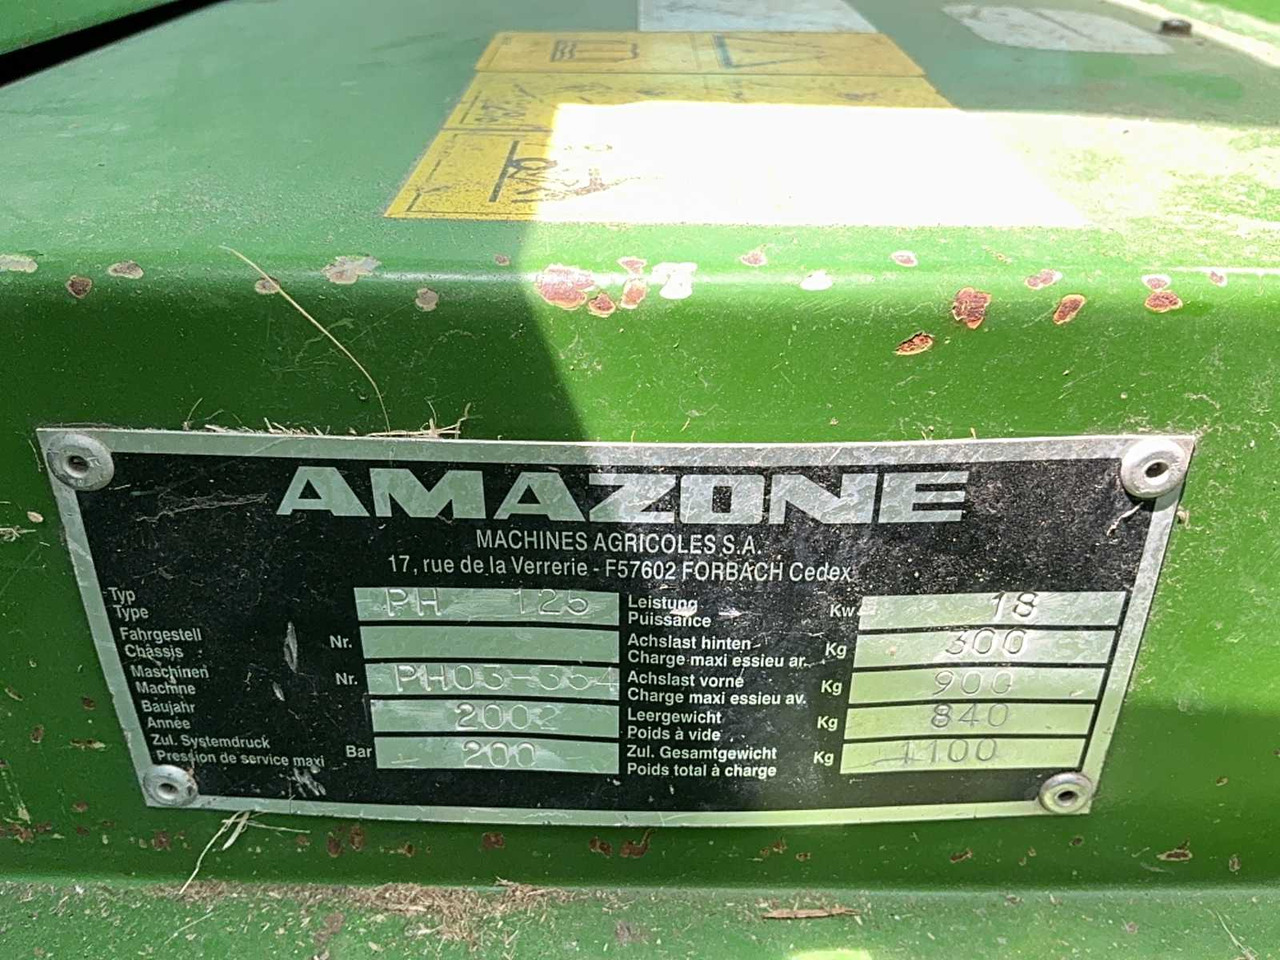 AMAZONE
MACHINES AGRICOLES S.A.
17, rue de la Verrerie - F57602 FORBACH Cedex
Typ
Type PH 125
Fahrgestell
Châssis Nr.
Maschinen
Machine Nr. PH03-354
Baujahr
Année 2002
Zul. Systemdruck
Pression de service maxi Bar 200
Leistung
Puissance Kw 18
Achslast hinten
Charge maxi essieu ar. Kg 300
Achslast vorne
Charge maxi essieu av. Kg 900
Leergewicht
Poids à vide Kg 840
Zul. Gesamtgewicht
Poids total à charge Kg 1100